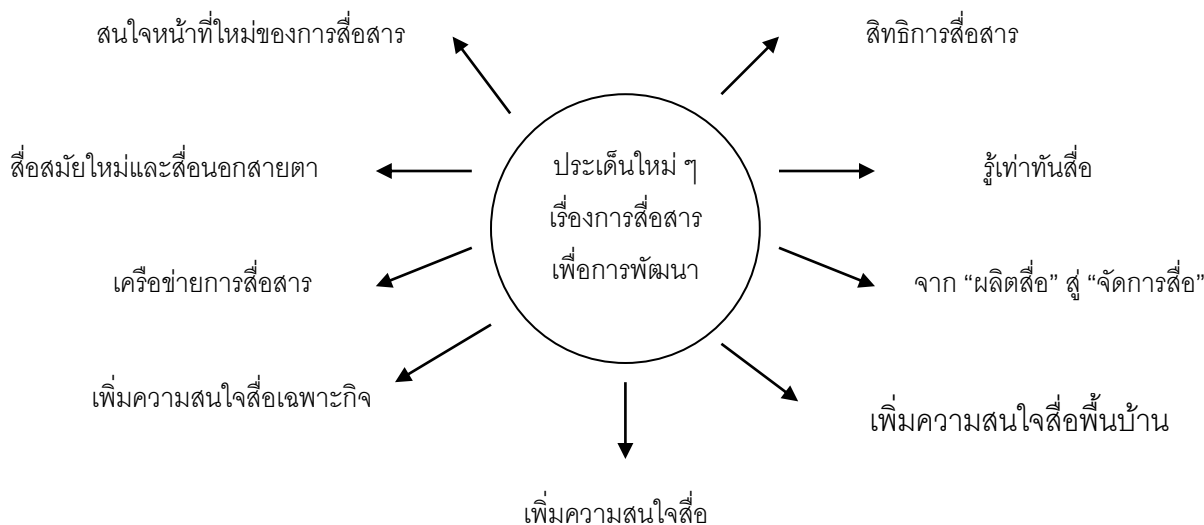 สนใจหน้าที่ใหม่ของการสื่อสาร
สิทธิการสื่อสาร
ประเด็นใหม่ ๆ
เรื่องการสื่อสาร
เพื่อการพัฒนา
สื่อสมัยใหม่และสื่อนอกสายตา
รู้เท่าทันสื่อ
เครือข่ายการสื่อสาร
จาก “ผลิตสื่อ” สู่ “จัดการสื่อ”
เพิ่มความสนใจสื่อเฉพาะกิจ
เพิ่มความสนใจสื่อพื้นบ้าน
เพิ่มความสนใจสื่อ